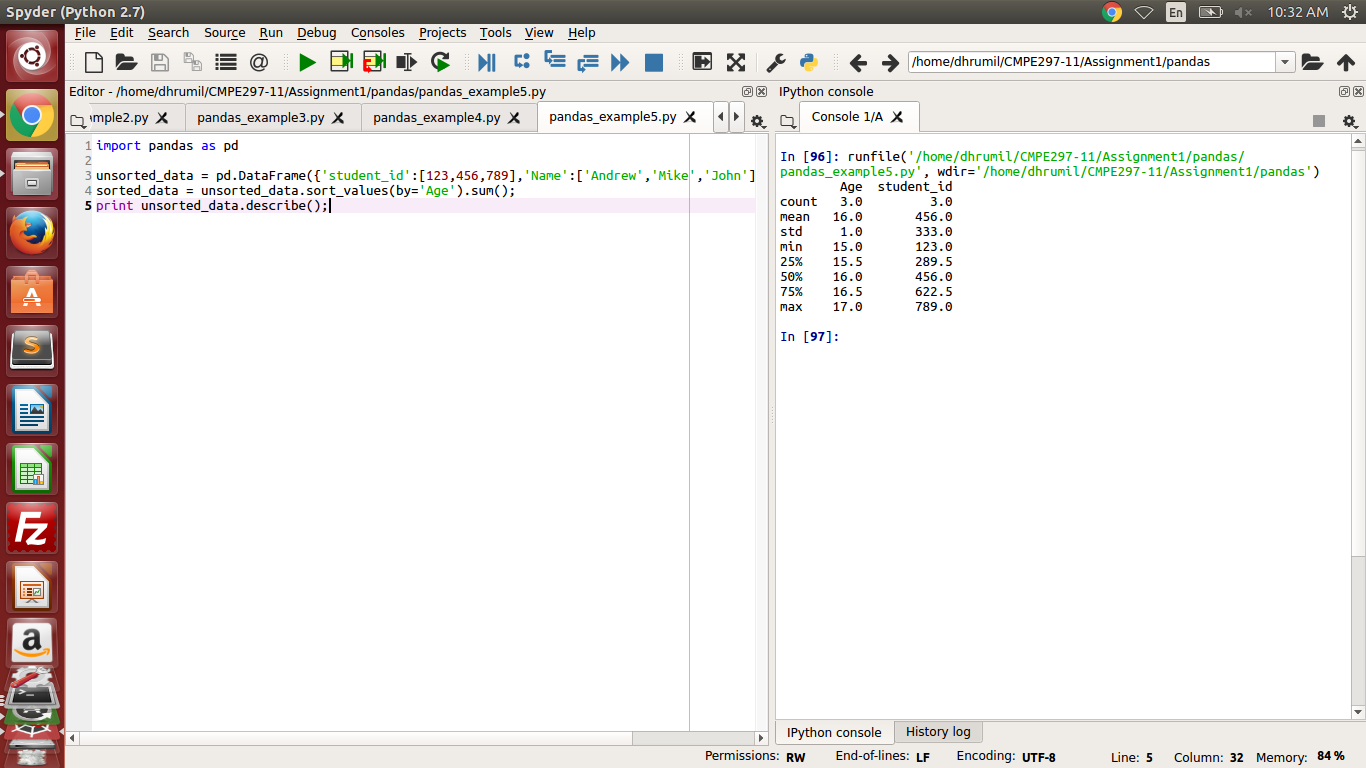 Spyder (Python 2.7)
En
10:32 AM
File Edit Search Source Run Debug Consoles Projects Tools View Help
@
/home/dhrumil/CMPE297-11/Assignment1/pandas
Editor - /home/dhrumil/CMPE297-11/Assignment1/pandas/pandas_example5.py
mple2.py pandas_example3.py pandas_example4.py pandas_example5.py
1 import pandas as pd
2
3 unsorted_data = pd.DataFrame({'student_id':[123,456,789],'Name':['Andrew','Mike','John']
4 sorted_data = unsorted_data.sort_values(by='Age').sum();
5 print unsorted_data.describe();
IPython console
Console 1/A
In [96]: runfile('/home/dhrumil/CMPE297-11/Assignment1/pandas/
pandas_example5.py', wdir='/home/dhrumil/CMPE297-11/Assignment1/pandas')
Age student_id
count 3.0 3.0
mean 16.0 456.0
std 1.0 333.0
min 15.0 123.0
25% 15.5 289.5
50% 16.0 456.0
75% 16.5 622.5
max 17.0 789.0
In [97]:
IPython console History log
Permissions: RW End-of-lines: LF Encoding: UTF-8 Line: 5 Column: 32 Memory: 84 %
A
S
Fz
a